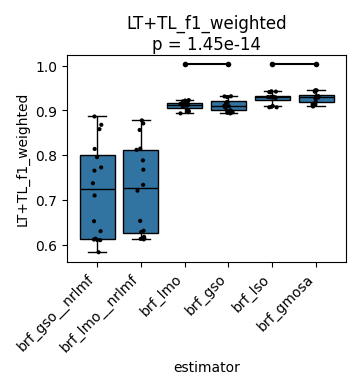 LT+TL_f1_weighted
p = 1.45e-14
LT+TL_f1_weighted
1.0
0.9
0.8
0.7
0.6
brf_gso__nrlmf
brf_lmo__nrlmf
brf_lmo
brf_gso
brf_lso
brf_gmosa
estimator